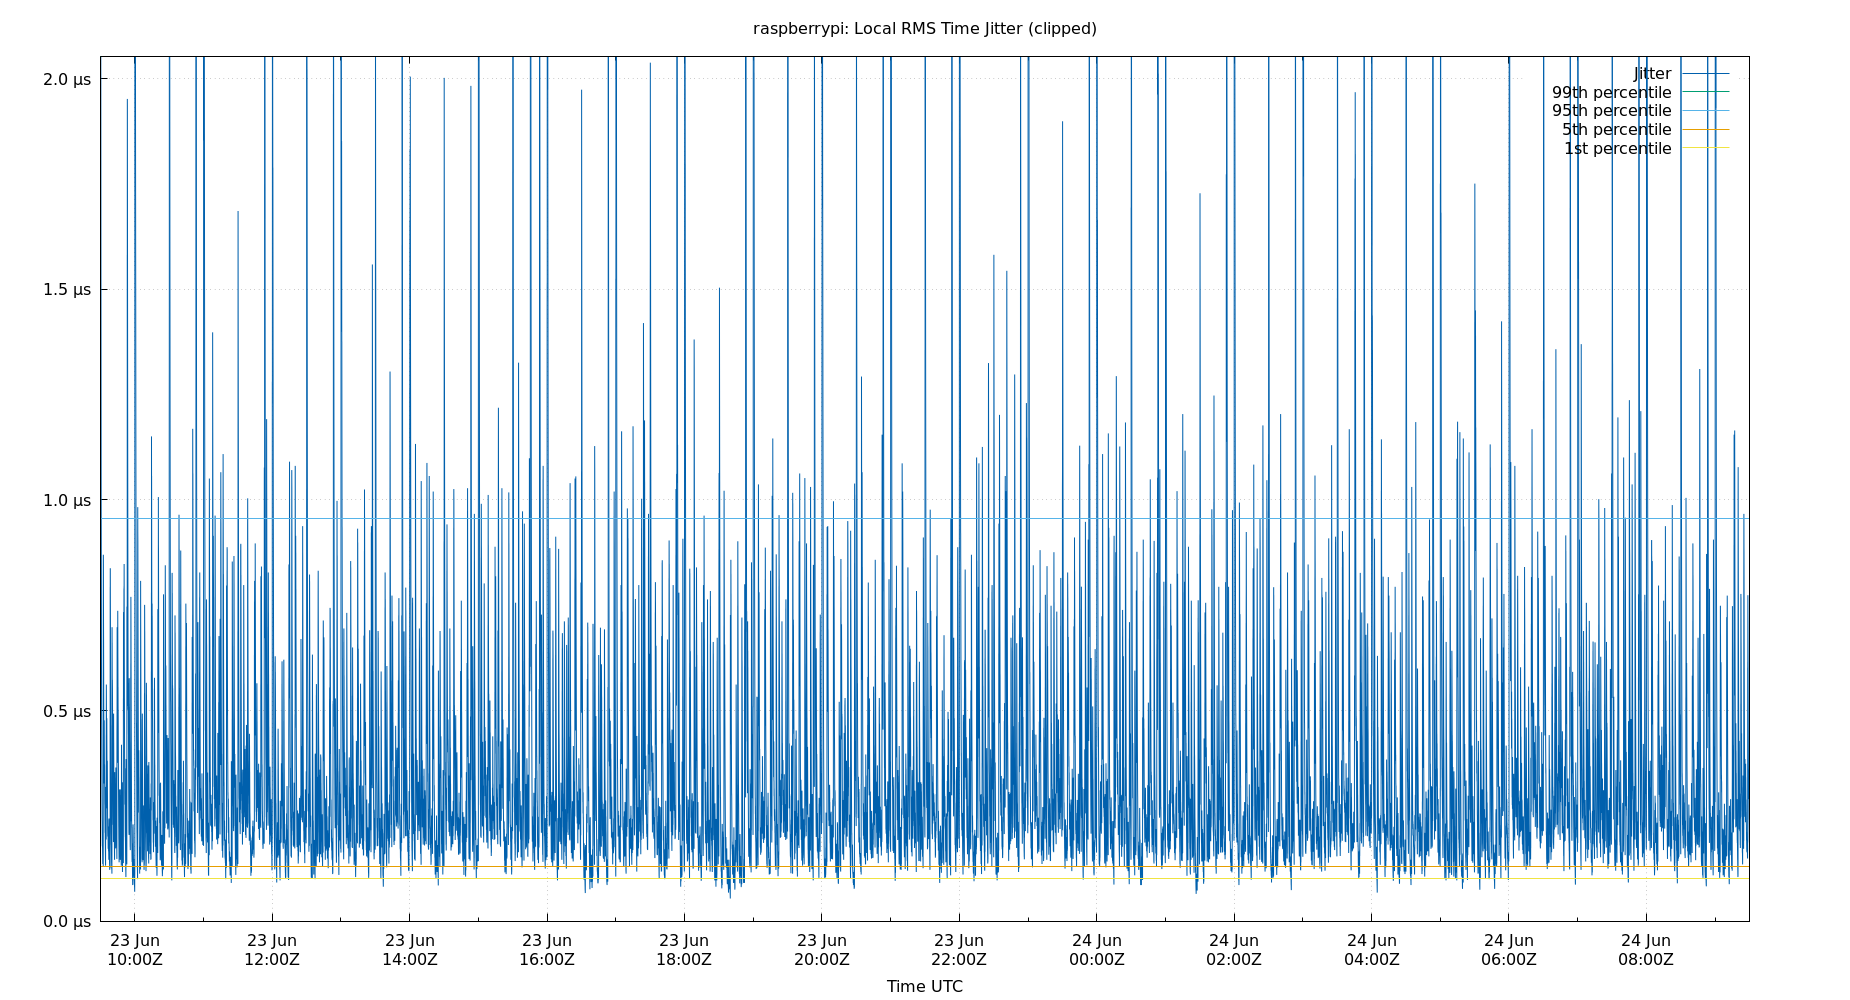 raspberrypi: Local RMS Time Jitter (clipped)
2.0 µs
1.5 µs
1.0 µs
0.5 µs
0.0 µs
Jitter
99th percentile
95th percentile
5th percentile
1st percentile
23 Jun 23 Jun 23 Jun 23 Jun 23 Jun 23 Jun 23 Jun 24 Jun 24 Jun 24 Jun 24 Jun 24 Jun
10:00Z 12:00Z 14:00Z 16:00Z 18:00Z 20:00Z 22:00Z 00:00Z 02:00Z 04:00Z 06:00Z 08:00Z
Time UTC